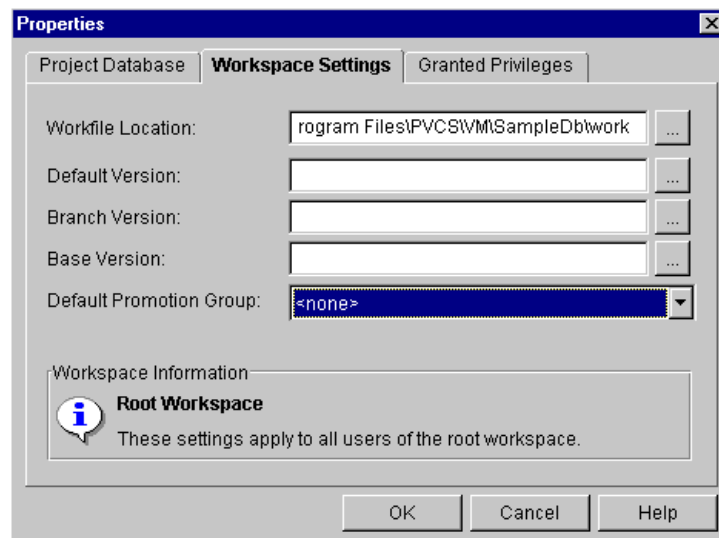 Properties
Project Database Workspace Settings Granted Privileges
Workfile Location: rogram Files\PVCS\VM\SampleDb\work ...
Default Version: ...
Branch Version: ...
Base Version: ...
Default Promotion Group: <none>
Workspace Information
Root Workspace
These settings apply to all users of the root workspace.
OK Cancel Help